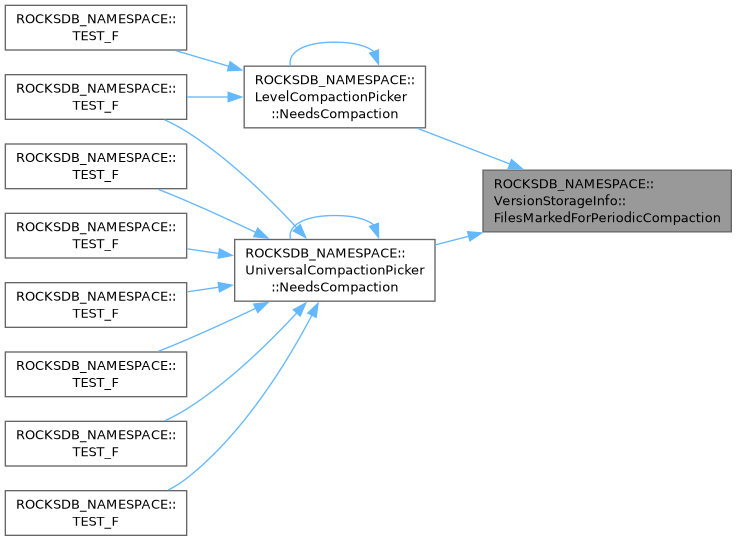 ROCKSDB_NAMESPACE::
TEST_F
ROCKSDB_NAMESPACE::
TEST_F
ROCKSDB_NAMESPACE::
TEST_F
ROCKSDB_NAMESPACE::
TEST_F
ROCKSDB_NAMESPACE::
TEST_F
ROCKSDB_NAMESPACE::
TEST_F
ROCKSDB_NAMESPACE::
TEST_F
ROCKSDB_NAMESPACE::
TEST_F
ROCKSDB_NAMESPACE::
LevelCompactionPicker
::NeedsCompaction
ROCKSDB_NAMESPACE::
UniversalCompactionPicker
::NeedsCompaction
ROCKSDB_NAMESPACE::
VersionStorageInfo::
FilesMarkedForPeriodicCompaction